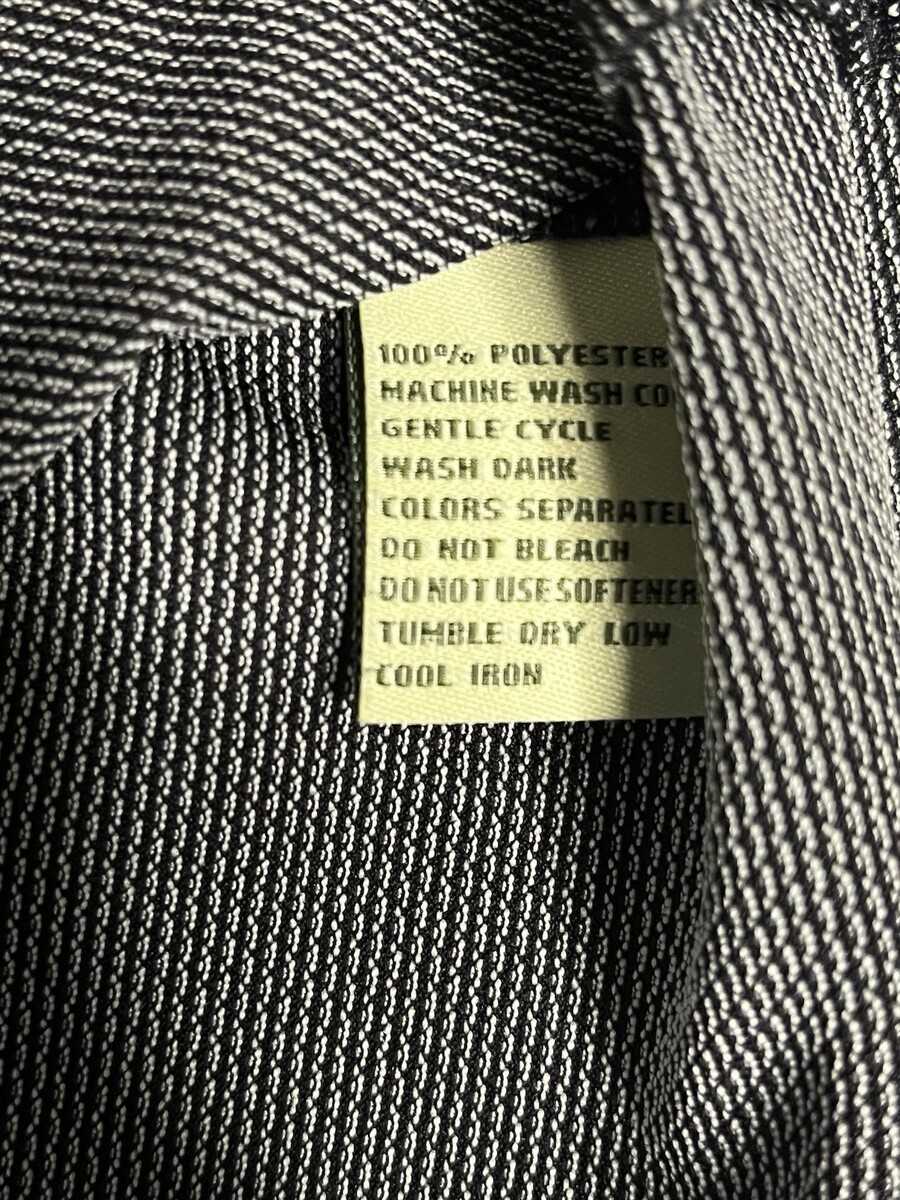 100% POLYESTER
MACHINE WASH CO
GENTLE CYCLE
WASH DARK
COLORS SEPARATEL
DO NOT BLEACH
DO NOT USE SOFTENER
TUMBLE DRY LOW
COOL IRON